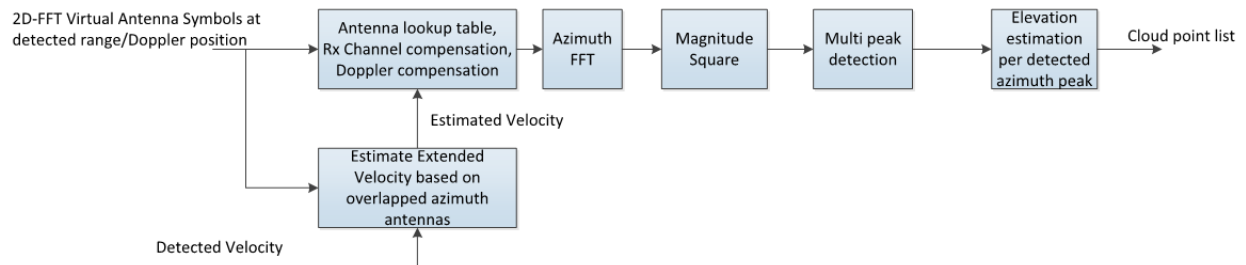 2D-FFT Virtual Antenna Symbols at
detected range/Doppler position
Antenna lookup table,
Rx Channel compensation,
Doppler compensation
Azimuth
FFT
Magnitude
Square
Multi peak
detection
Elevation
estimation
per detected
azimuth peak
Cloud point list
Estimated Velocity
Estimate Extended
Velocity based on
overlapped azimuth
antennas
Detected Velocity